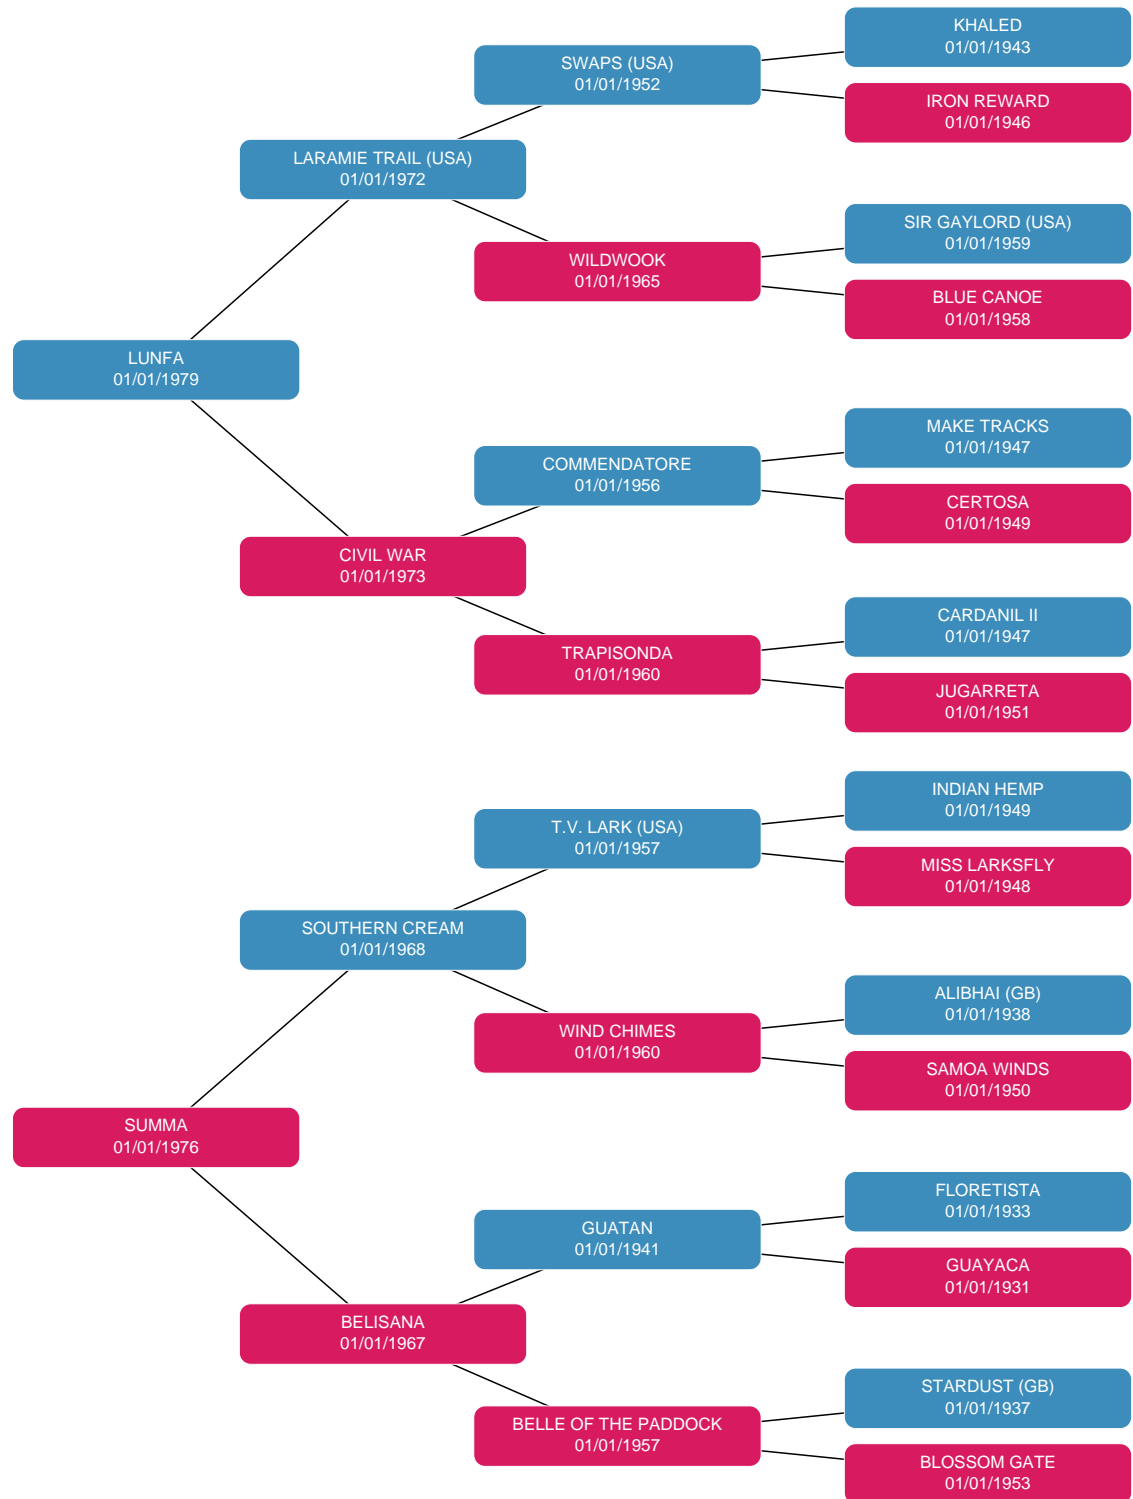 KHALED
01/01/1943
SWAPS (USA)
01/01/1952
IRON REWARD
01/01/1946
LARAMIE TRAIL (USA)
01/01/1972
SIR GAYLORD (USA)
01/01/1959
WILDWOOK
01/01/1965
BLUE CANOE
01/01/1958
LUNFA
01/01/1979
MAKE TRACKS
01/01/1947
COMMENDATORE
01/01/1956
CERTOSA
01/01/1949
CIVIL WAR
01/01/1973
CARDANIL II
01/01/1947
TRAPISONDA
01/01/1960
JUGARRETA
01/01/1951
INDIAN HEMP
01/01/1949
T.V. LARK (USA)
01/01/1957
MISS LARKSFLY
01/01/1948
SOUTHERN CREAM
01/01/1968
ALIBHAI (GB)
01/01/1938
WIND CHIMES
01/01/1960
SAMOA WINDS
01/01/1950
SUMMA
01/01/1976
FLORETISTA
01/01/1933
GUATAN
01/01/1941
GUAYACA
01/01/1931
BELISANA
01/01/1967
STARDUST (GB)
01/01/1937
BELLE OF THE PADDOCK
01/01/1957
BLOSSOM GATE
01/01/1953